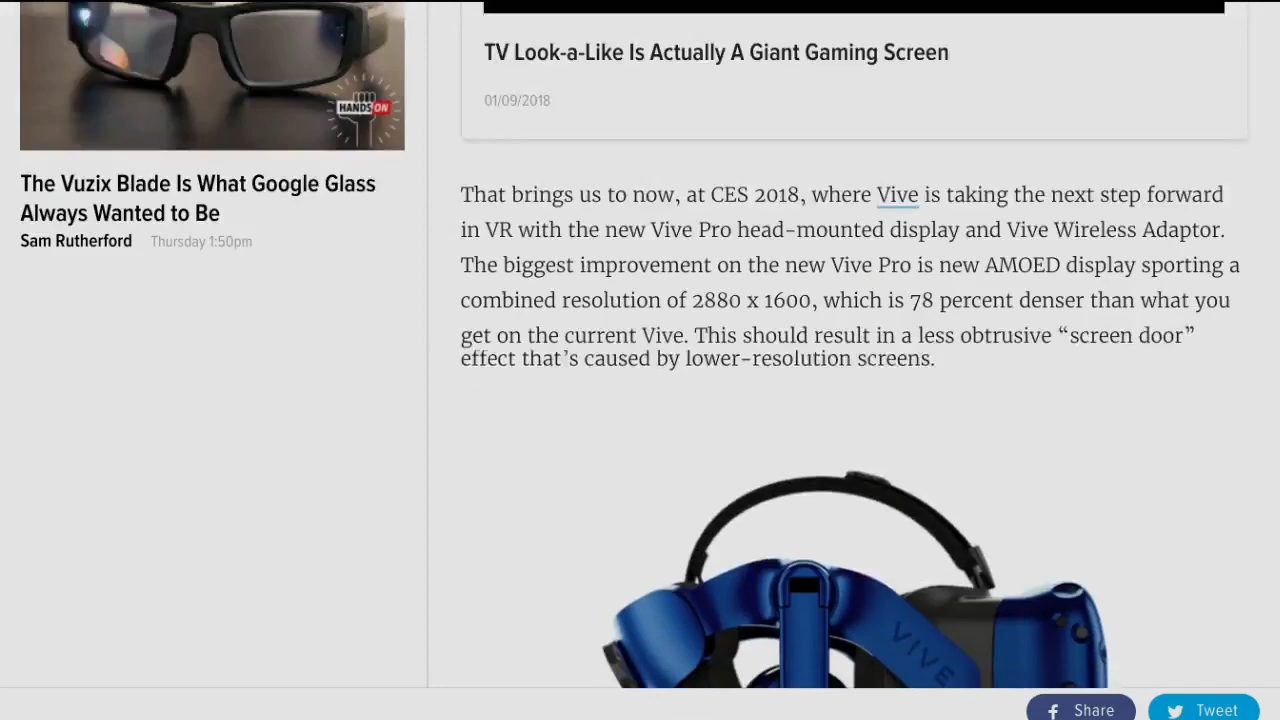 HANDS ON
The Vuzix Blade Is What Google Glass
Always Wanted to Be
Sam Rutherford Thursday 1:50pm
TV Look-a-Like Is Actually A Giant Gaming Screen
01/09/2018
That brings us to now, at CES 2018, where Vive is taking the next step forward
in VR with the new Vive Pro head-mounted display and Vive Wireless Adaptor.
The biggest improvement on the new Vive Pro is new AMOED display sporting a
combined resolution of 2880 x 1600, which is 78 percent denser than what you
get on the current Vive. This should result in a less obtrusive “screen door”
effect that’s caused by lower-resolution screens.
VIVE
Share
Tweet